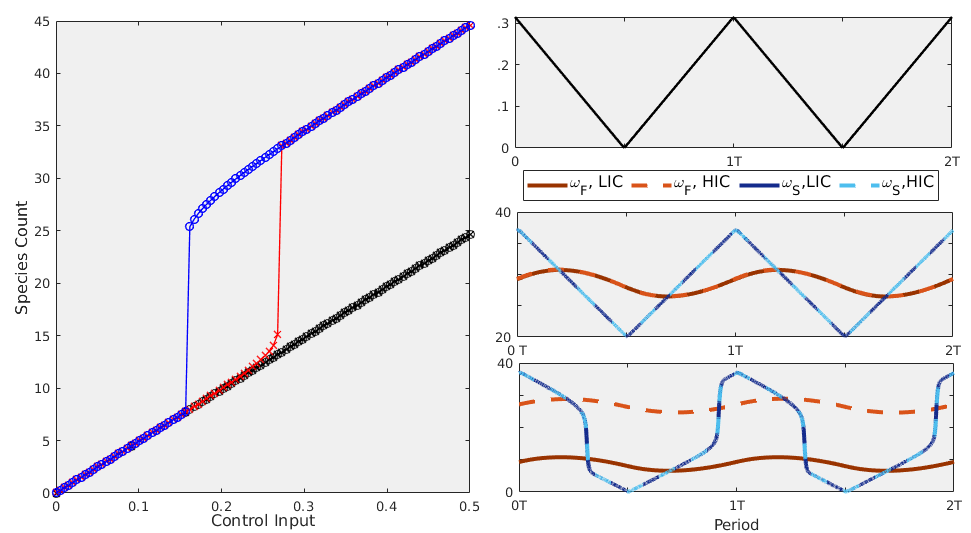 45
40
35
30
25
20
15
10
5
0
0 0.1 0.2 0.3 0.4 0.5
Species Count
Control Input
.3
.2
.1
0
0 1T 2T
ωF, LIC ωF, HIC ωS,LIC ωS,HIC
40
20
0 T 1T 2T
40
0
0T 1T 2T
Period